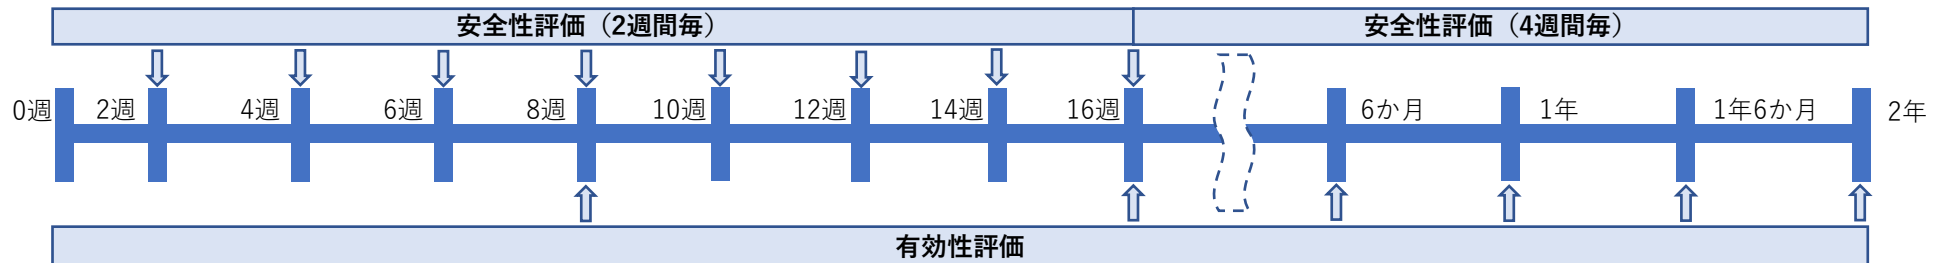 安全性評価（2週間毎）
安全性評価（4週間毎）
0週
2週
4週
6週
8週
10週
12週
14週
16週
6か月
1年
1年6か月
2年
有効性評価